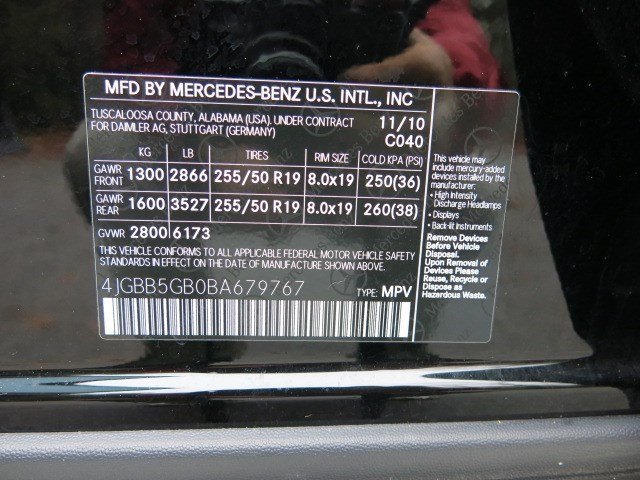 MFD BY MERCEDES-BENZ U.S. INTL., INC
TUSCALOOSA COUNTY, ALABAMA (USA). UNDER CONTRACT 11/10
FOR DAIMLER AG, STUTTGART (GERMANY) C040
KG LB TIRES RIM SIZE COLD KPA (PSI)
GAWR FRONT 1300 2866 255/50 R19 8.0x19 250(36)
GAWR REAR 1600 3527 255/50 R19 8.0x19 260(38)
GVWR 2800 6173
THIS VEHICLE CONFORMS TO ALL APPLICABLE FEDERAL MOTOR VEHICLE SAFETY
STANDARDS IN EFFECT ON THE DATE OF MANUFACTURE SHOWN ABOVE.
4JGBB5GB0BA679767 TYPE: MPV
This vehicle may
include mercury-added
devices installed by the
manufacturer:
• High Intensity
Discharge Headlamps
• Displays
• Back-lit Instruments
Remove Devices
Before Vehicle
Disposal.
Upon Removal of
Devices Please
Reuse, Recycle or
Dispose as
Hazardous Waste.